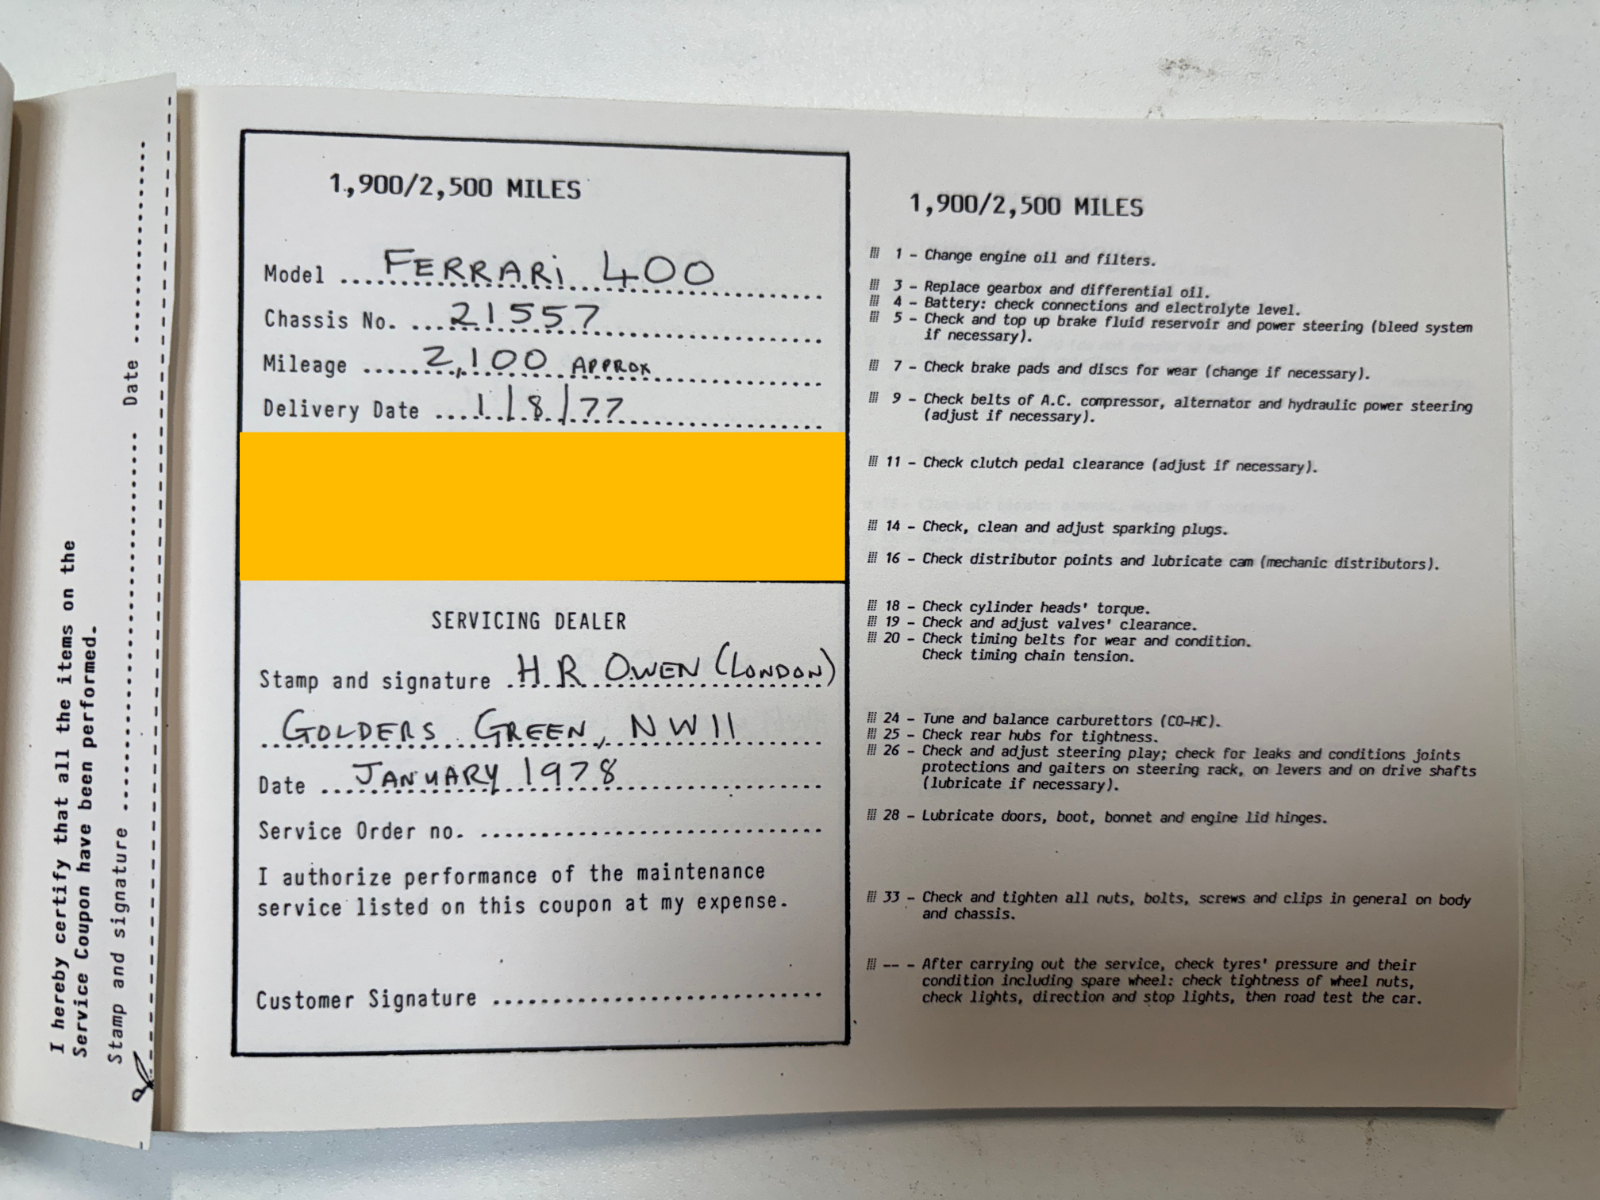 I hereby certify that all the items on the
Service Coupon have been performed.
Stamp and signature ........................ Date ....................
1,900/2,500 MILES
Model ... FERRARi 400
Chassis No. ... 21557
Mileage ..... 2,100 APPROX
Delivery Date .... 1/8/77
SERVICING DEALER
Stamp and signature H R OWEN (LONDON)
GOLDERS GREEN, NW11
Date ... JANUARY 1978
Service Order no. ..............................
I authorize performance of the maintenance
service listed on this coupon at my expense.
Customer Signature .............................
1,900/2,500 MILES
1 - Change engine oil and filters.
3 - Replace gearbox and differential oil.
4 - Battery: check connections and electrolyte level.
5 - Check and top up brake fluid reservoir and power steering (bleed system
if necessary).
7 - Check brake pads and discs for wear (change if necessary).
9 - Check belts of A.C. compressor, alternator and hydraulic power steering
(adjust if necessary).
11 - Check clutch pedal clearance (adjust if necessary).
14 - Check, clean and adjust sparking plugs.
16 - Check distributor points and lubricate cam (mechanic distributors).
18 - Check cylinder heads' torque.
19 - Check and adjust valves' clearance.
20 - Check timing belts for wear and condition.
Check timing chain tension.
24 - Tune and balance carburettors (CO-HC).
25 - Check rear hubs for tightness.
26 - Check and adjust steering play; check for leaks and conditions joints
protections and gaiters on steering rack, on levers and on drive shafts
(lubricate if necessary).
28 - Lubricate doors, boot, bonnet and engine lid hinges.
33 - Check and tighten all nuts, bolts, screws and clips in general on body
and chassis.
-- - After carrying out the service, check tyres' pressure and their
condition including spare wheel: check tightness of wheel nuts,
check lights, direction and stop lights, then road test the car.